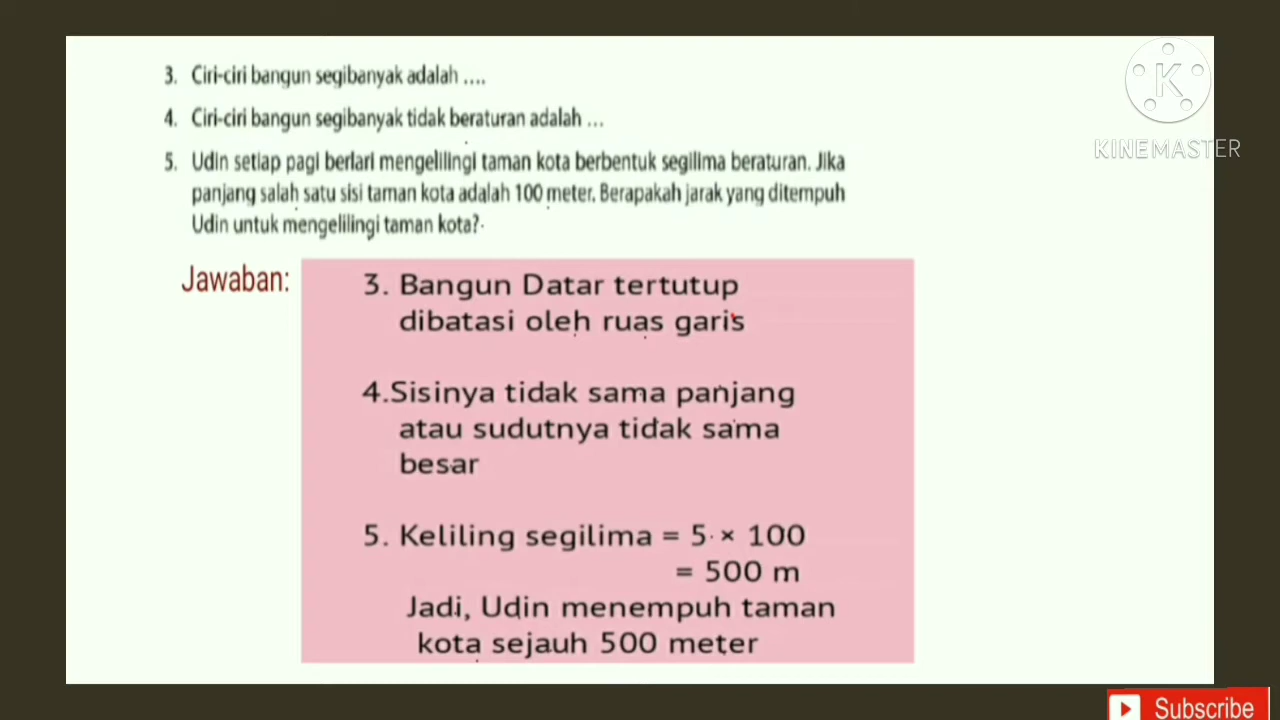 3. Ciri-ciri bangun segibanyak adalah ....
4. Ciri-ciri bangun segibanyak tidak beraturan adalah ...
5. Udin setiap pagi berlari mengelilingi taman kota berbentuk segilima beraturan. Jika
panjang salah satu sisi taman kota adalah 100 meter. Berapakah jarak yang ditempuh
Udin untuk mengelilingi taman kota?
Jawaban:
3. Bangun Datar tertutup
dibatasi oleh ruas garis
4.Sisinya tidak sama panjang
atau sudutnya tidak sama
besar
5. Keliling segilima = 5 × 100
= 500 m
Jadi, Udin menempuh taman
kota sejauh 500 meter
K
KINEMASTER
Subscribe